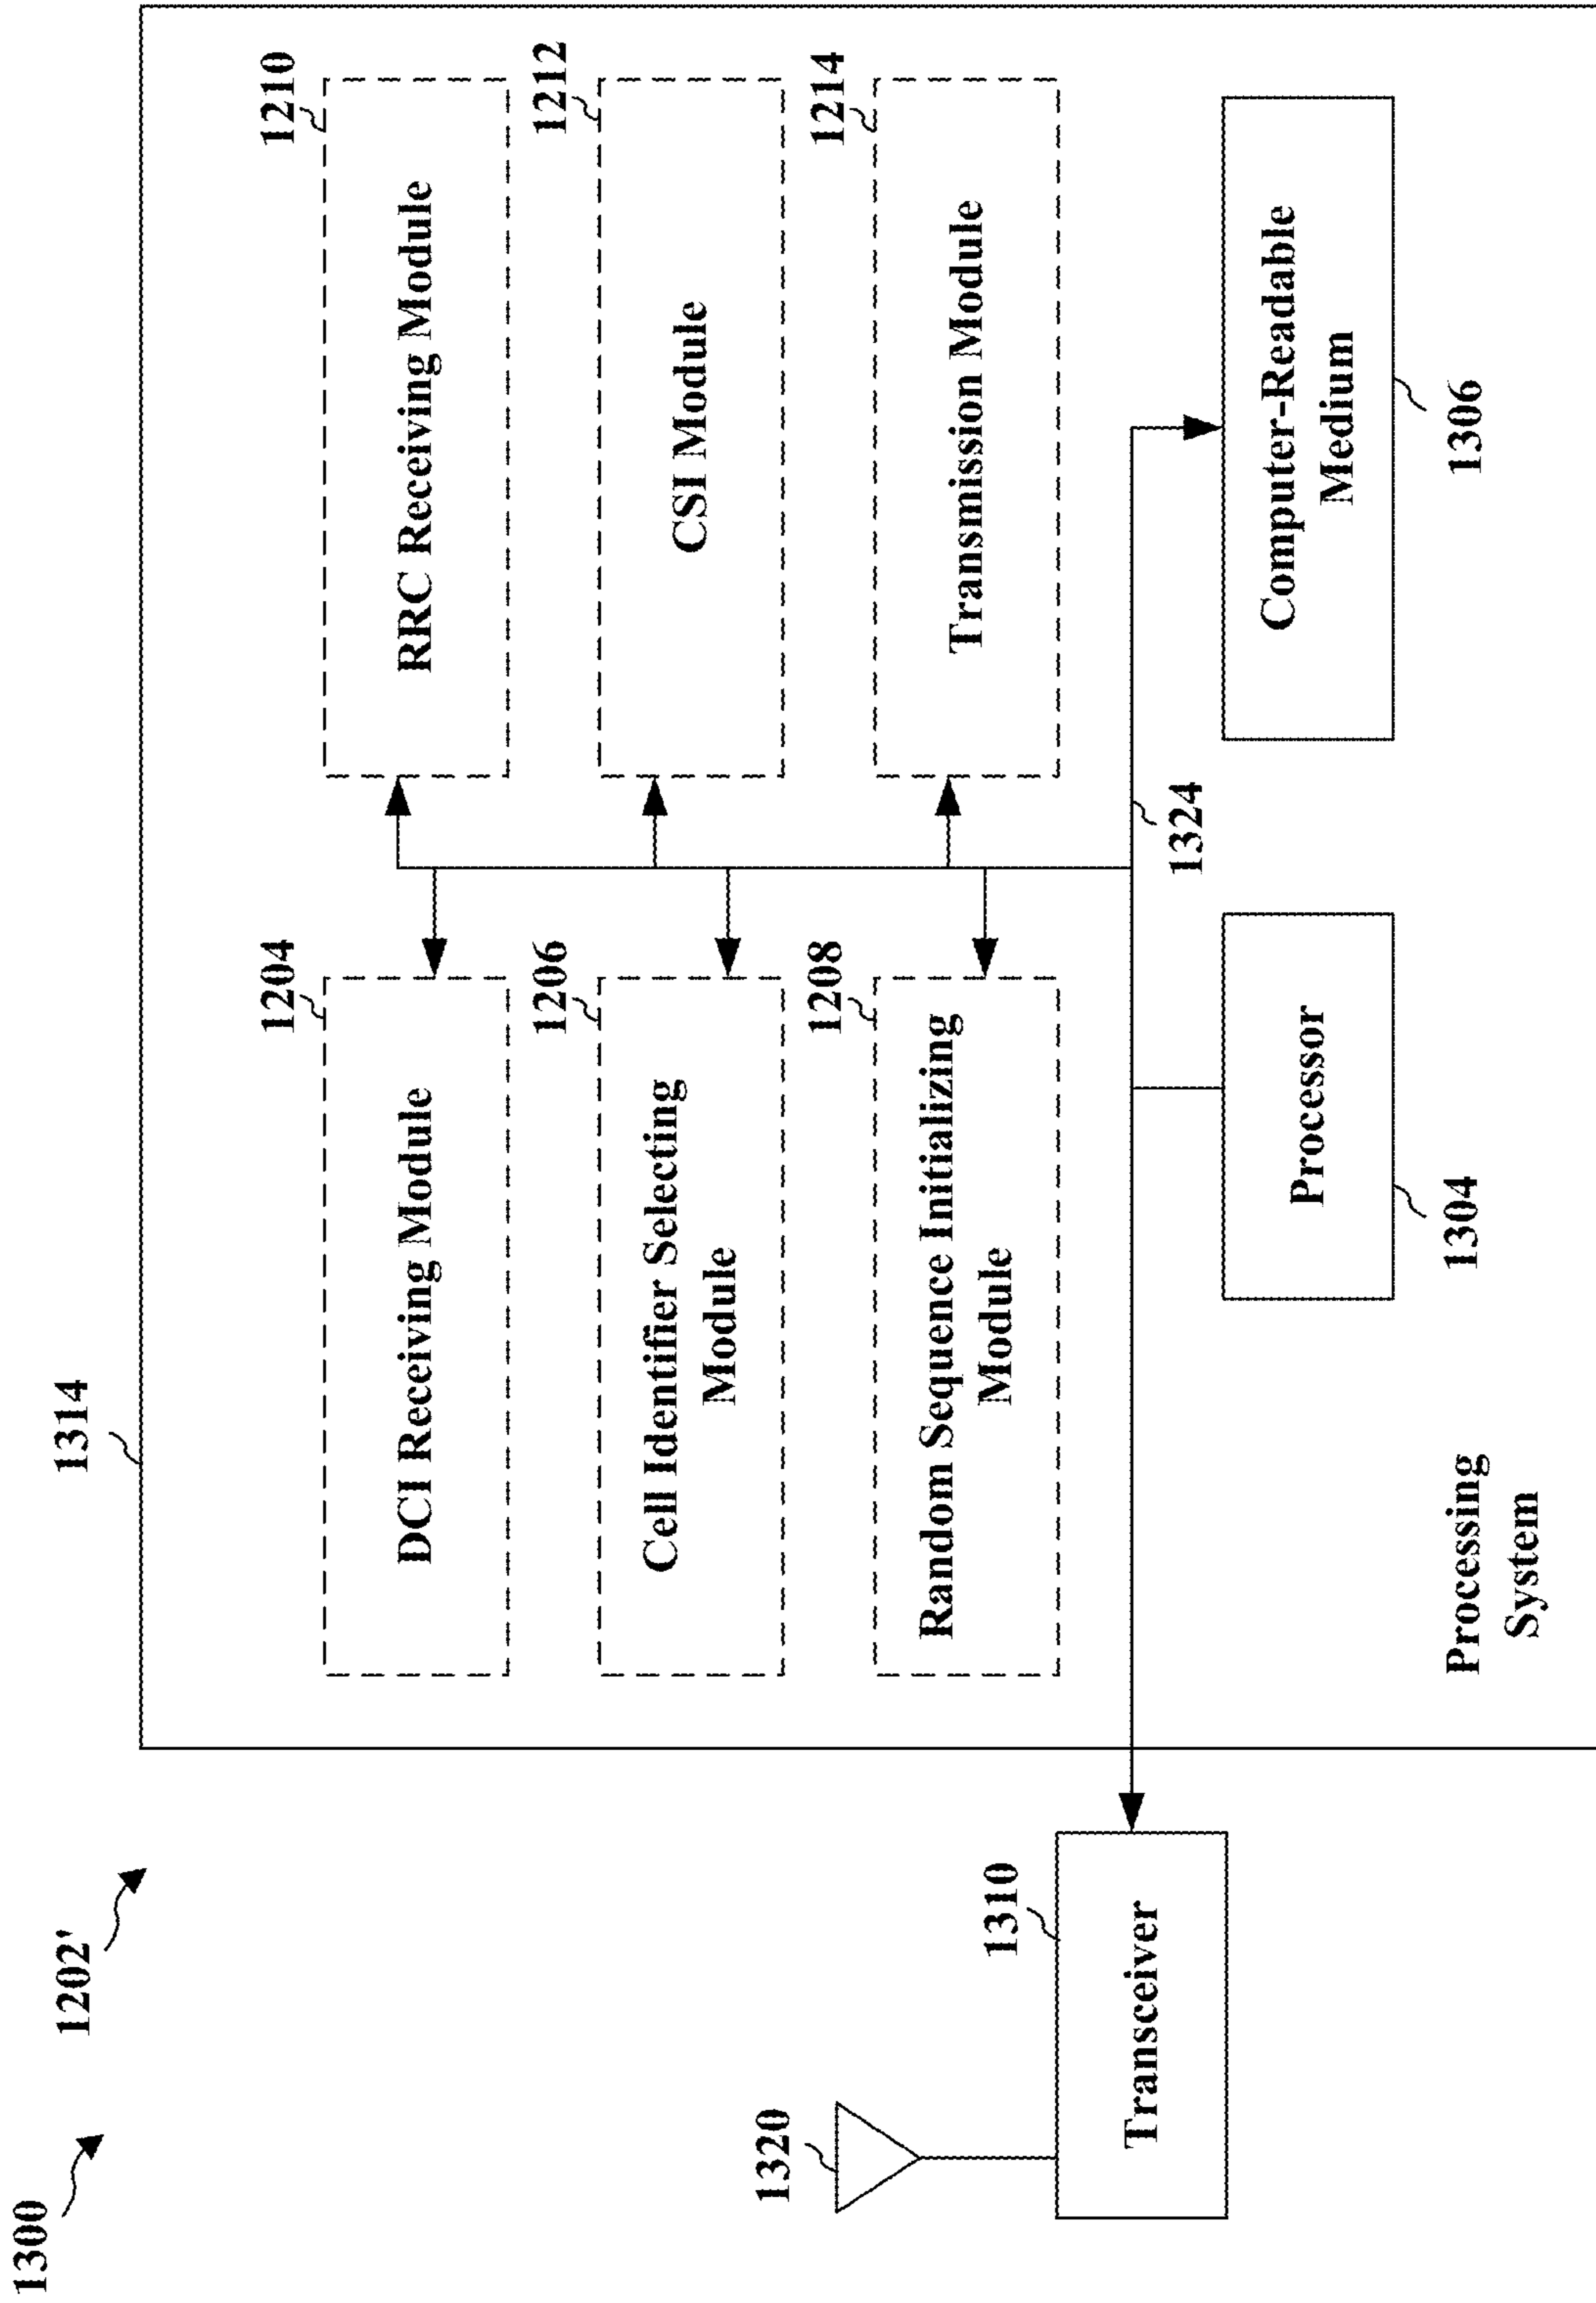 1300
1202'
1314
1204
DCI Receiving Module
1210
RRC Receiving Module
1206
Cell Identifier Selecting
Module
1212
CSI Module
1208
Random Sequence Initializing
Module
1214
Transmission Module
1320
1310
Transceiver
1324
Processor
1304
Computer-Readable
Medium
1306
Processing
System